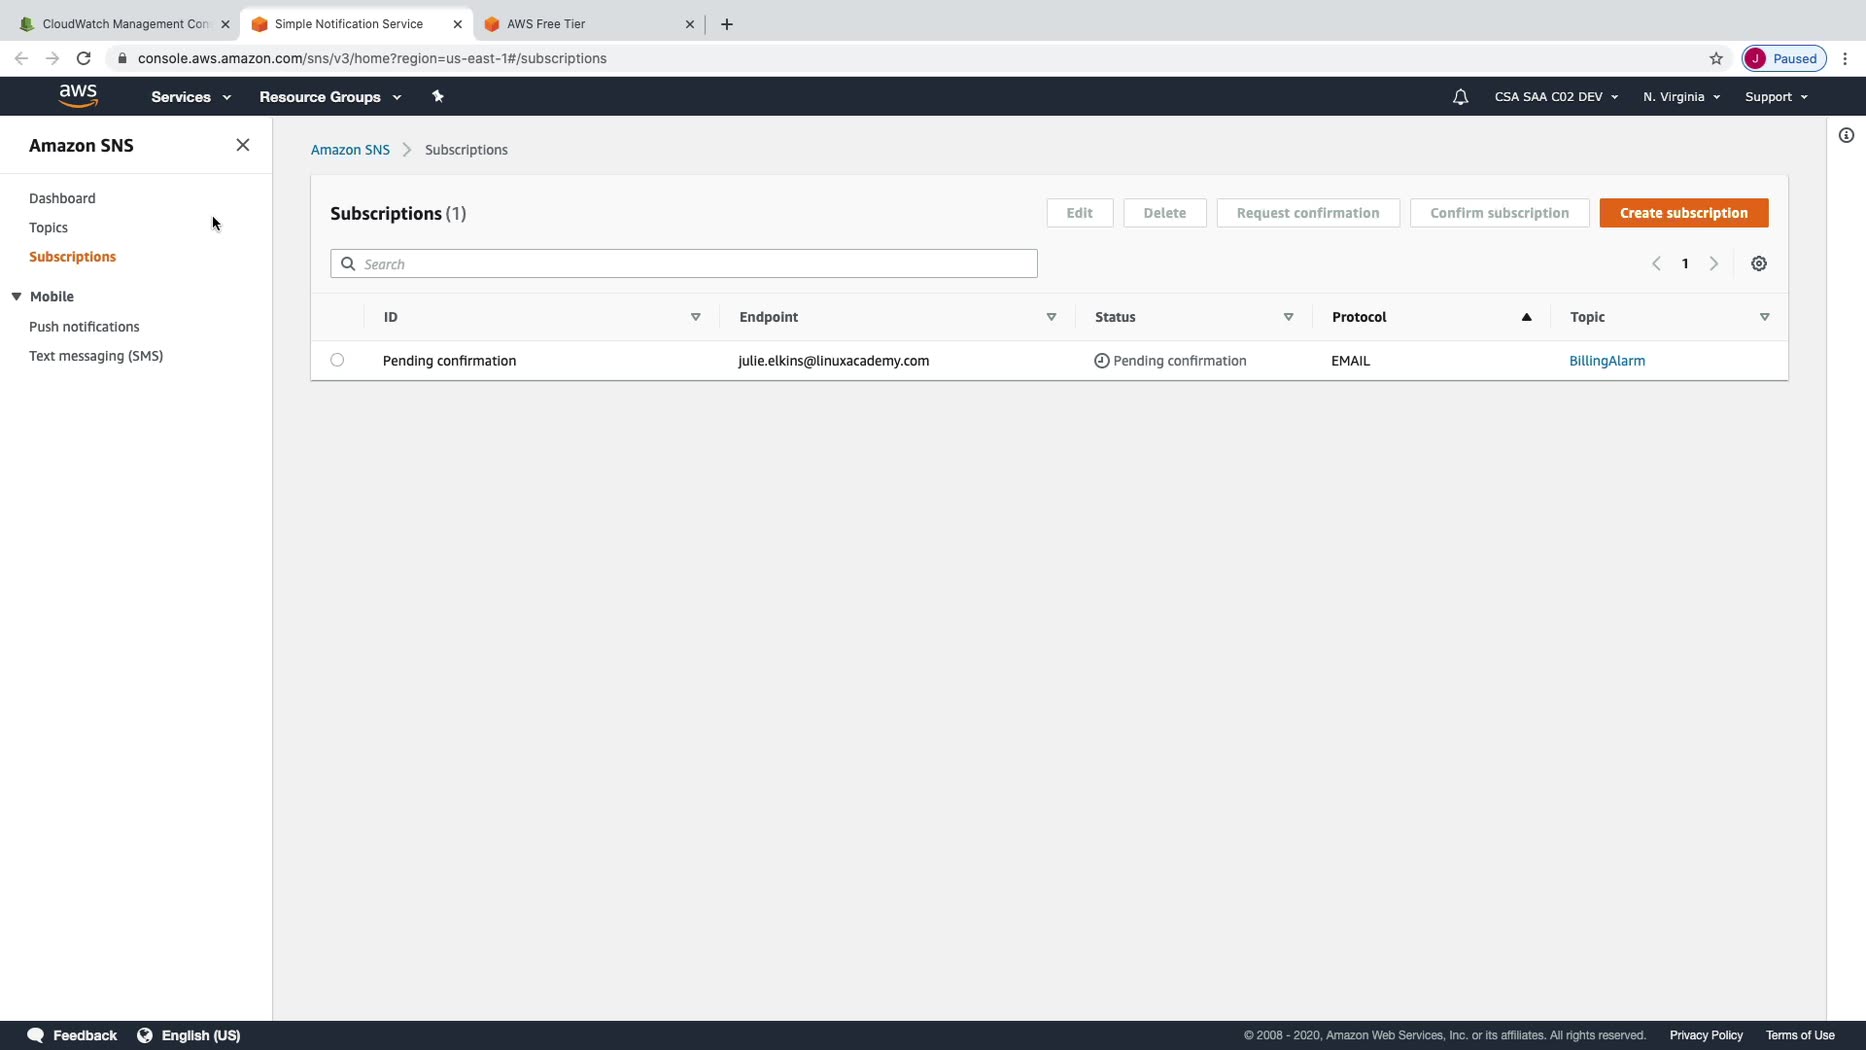 CloudWatch Management Con
Simple Notification Service
AWS Free Tier
console.aws.amazon.com/sns/v3/home?region=us-east-1#/subscriptions
J Paused
aws Services Resource Groups CSA SAA C02 DEV N. Virginia Support
Amazon SNS
Dashboard
Topics
Subscriptions
Mobile
Push notifications
Text messaging (SMS)
Amazon SNS Subscriptions
Subscriptions (1) Edit Delete Request confirmation Confirm subscription Create subscription
Search 1
ID Endpoint Status Protocol Topic
Pending confirmation julie.elkins@linuxacademy.com Pending confirmation EMAIL BillingAlarm
Feedback English (US) © 2008 - 2020, Amazon Web Services, Inc. or its affiliates. All rights reserved. Privacy Policy Terms of Use